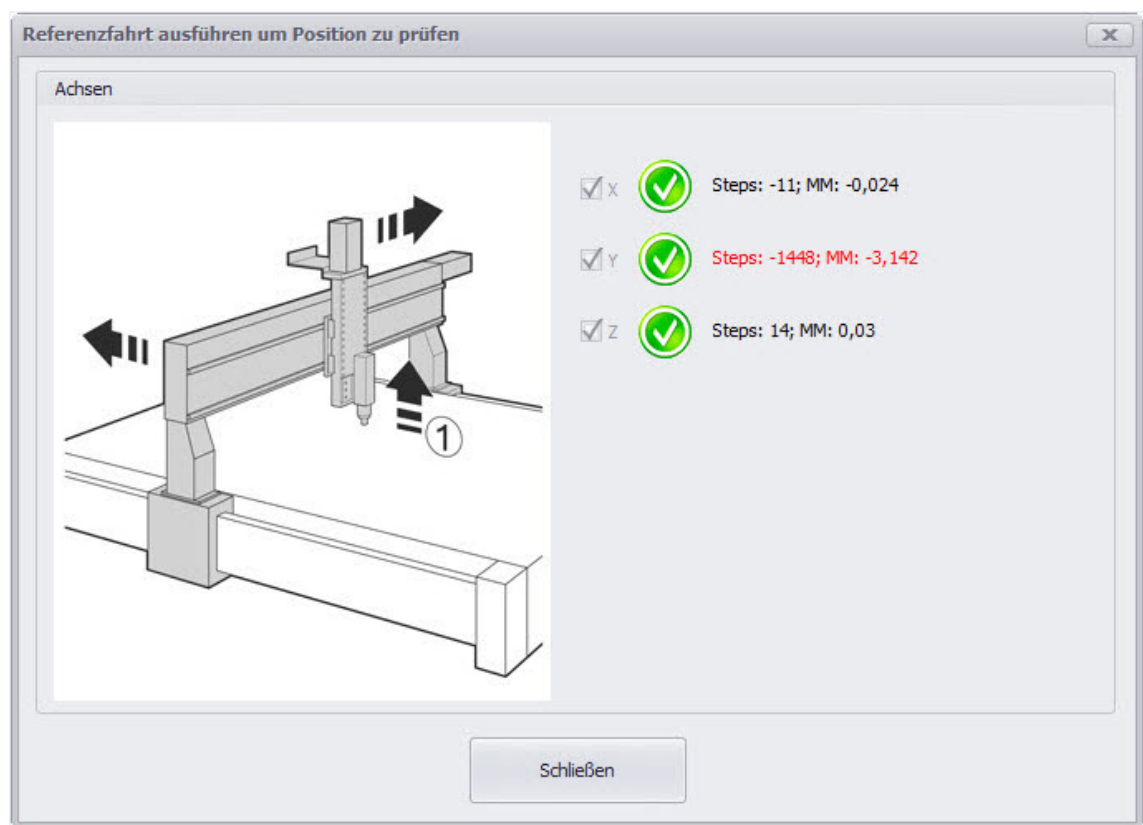 Referenzfahrt ausführen um Position zu prüfen
Achsen
X Steps: -11; MM: -0,024
Y Steps: -1448; MM: -3,142
Z Steps: 14; MM: 0,03
1
Schließen